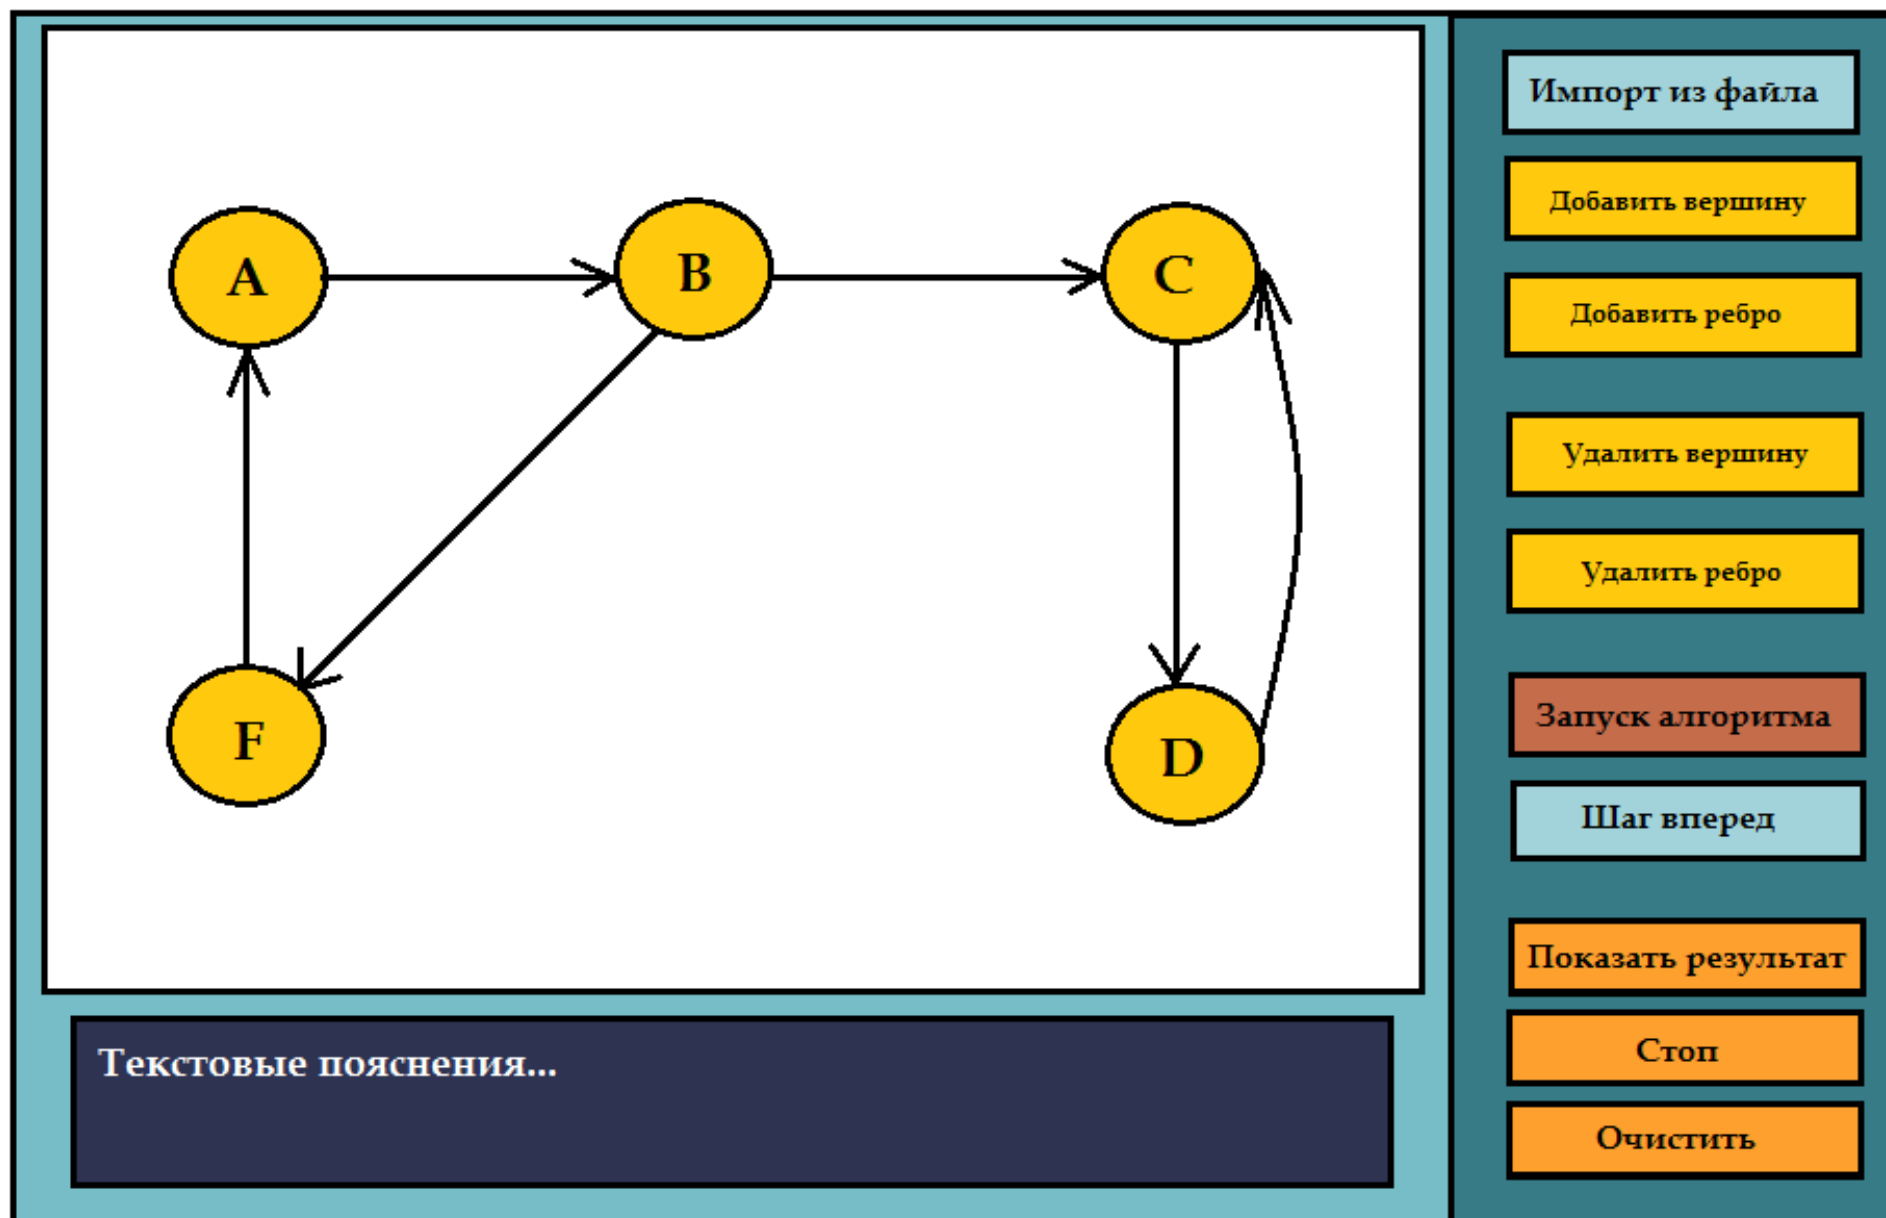 A
B
C
F
D
Текстовые пояснения...
Импорт из файла
Добавить вершину
Добавить ребро
Удалить вершину
Удалить ребро
Запуск алгоритма
Шаг вперед
Показать результат
Стоп
Очистить